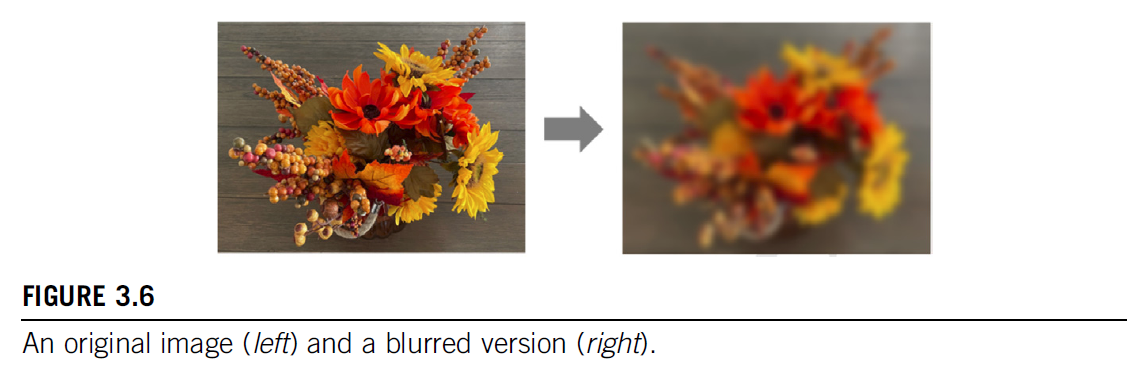 FIGURE 3.6
An original image (left) and a blurred version (right).